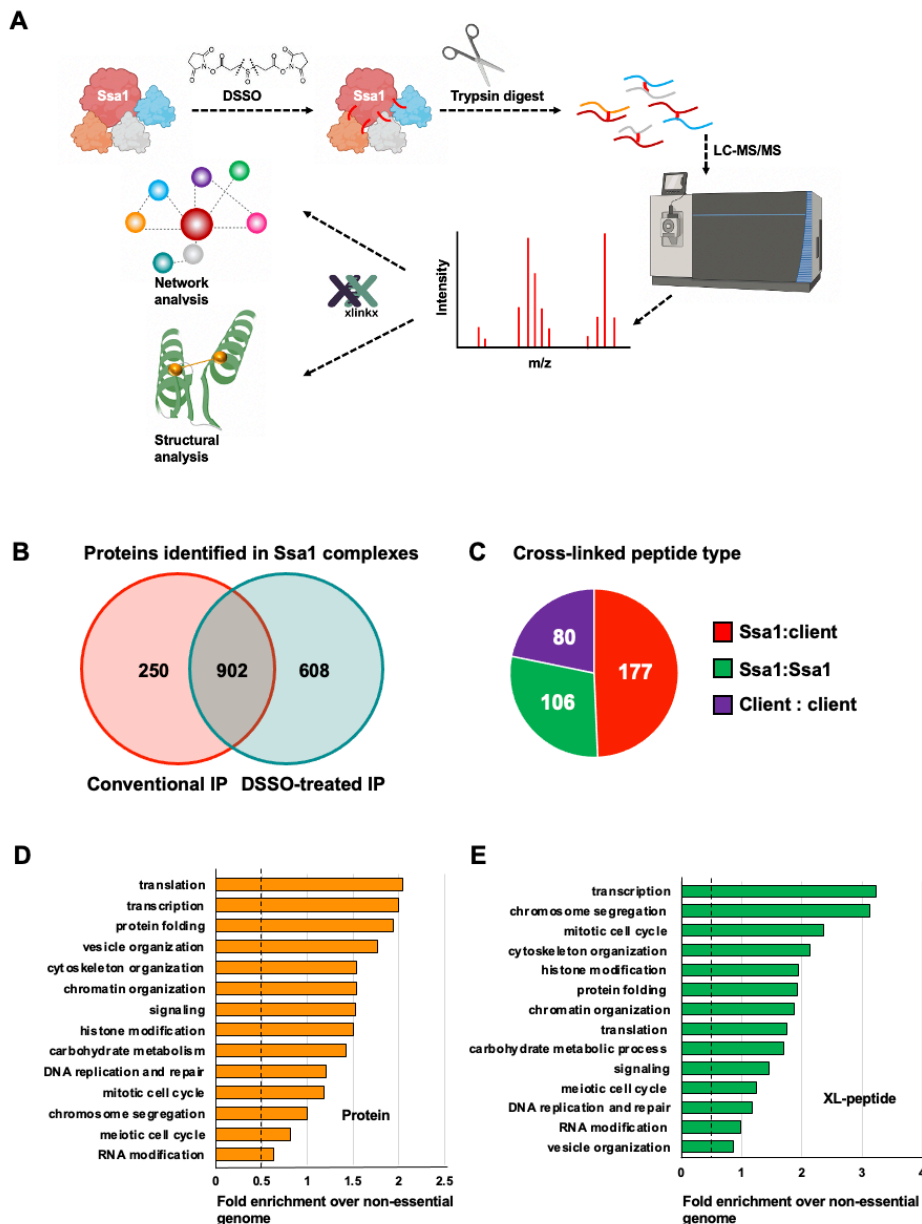 A
Ssa1
DSSO
Ssa1
Trypsin digest
LC-MS/MS
Network
analysis
xlinkx
Intensity
m/z
Structural
analysis
B
Proteins identified in Ssa1 complexes
250
902
608
Conventional IP
DSSO-treated IP
C
Cross-linked peptide type
80
177
106
Ssa1:client
Ssa1:Ssa1
Client : client
D
translation
transcription
protein folding
vesicle organization
cytoskeleton organization
chromatin organization
signaling
histone modification
carbohydrate metabolism
DNA replication and repair
mitotic cell cycle
chromosome segregation
meiotic cell cycle
RNA modification
Protein
0 0.5 1 1.5 2 2.5
Fold enrichment over non-essential
genome
E
transcription
chromosome segregation
mitotic cell cycle
cytoskeleton organization
histone modification
protein folding
chromatin organization
translation
carbohydrate metabolic process
signaling
meiotic cell cycle
DNA replication and repair
RNA modification
vesicle organization
XL-peptide
0 1 2 3 4
Fold enrichment over non-essential
genome